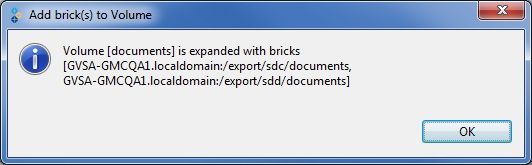 Add brick(s) to Volume
Volume [documents] is expanded with bricks
[GVSA-GMCQA1.localdomain:/export/sdc/documents,
GVSA-GMCQA1.localdomain:/export/sdd/documents]
OK